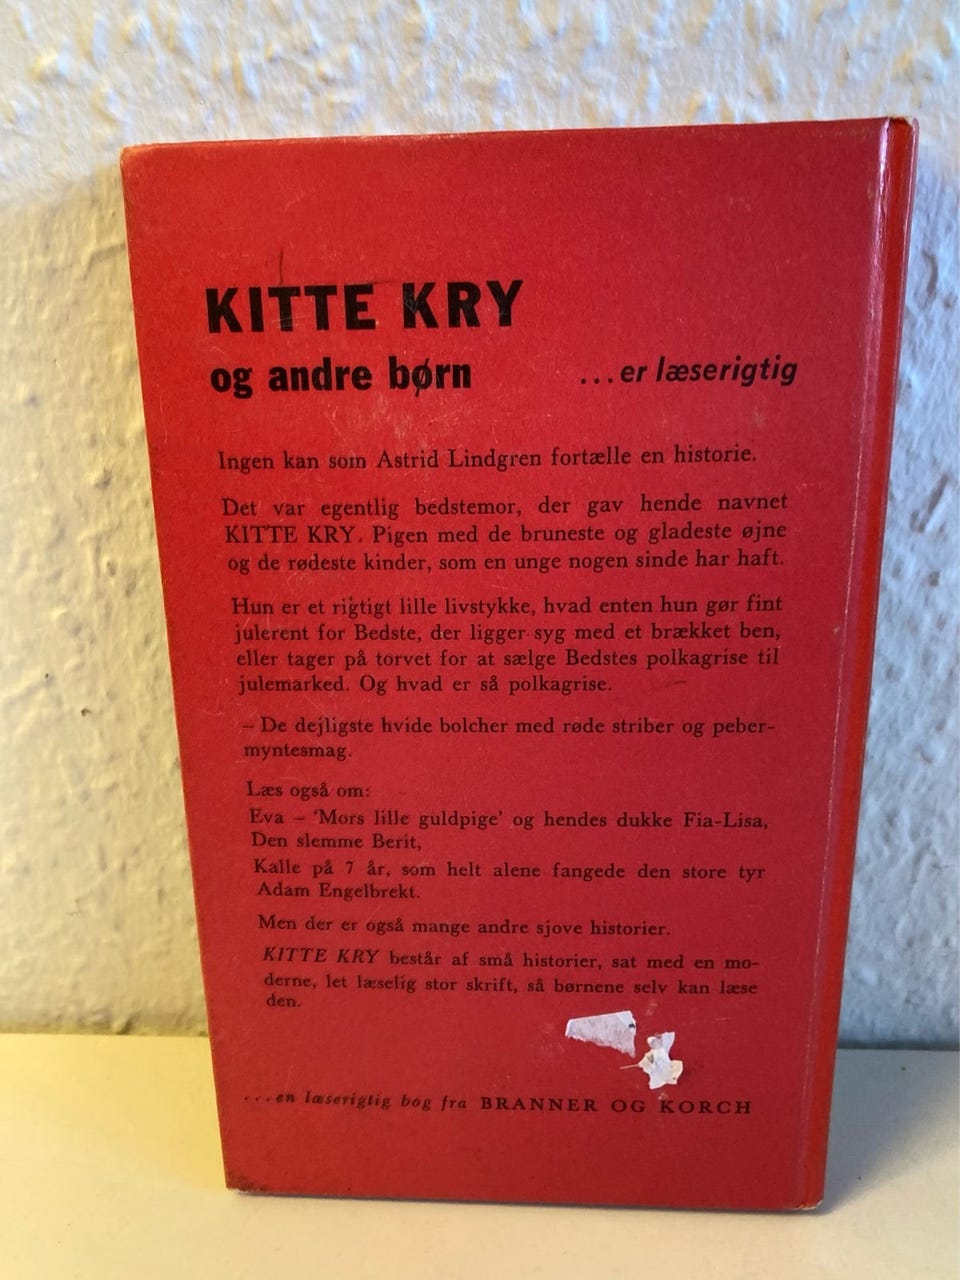 KITTE KRY
og andre børn ...er læserigtig
Ingen kan som Astrid Lindgren fortælle en historie.
Det var egentlig bedstemor, der gav hende navnet
KITTE KRY. Pigen med de bruneste og gladeste øjne
og de rødeste kinder, som en unge nogen sinde har haft.
Hun er et rigtigt lille livstykke, hvad enten hun gør fint
julerent for Bedste, der ligger syg med et brækket ben,
eller tager på torvet for at sælge Bedstes polkagrise til
julemarked. Og hvad er så polkagrise.
– De dejligste hvide bolcher med røde striber og peber-
myntesmag.
Læs også om:
Eva – 'Mors lille guldpige' og hendes dukke Fia-Lisa,
Den slemme Berit,
Kalle på 7 år, som helt alene fangede den store tyr
Adam Engelbrekt.
Men der er også mange andre sjove historier.
KITTE KRY består af små historier, sat med en mo-
derne, let læselig stor skrift, så børnene selv kan læse
den.
...en læserigtig bog fra BRANNER OG KORCH